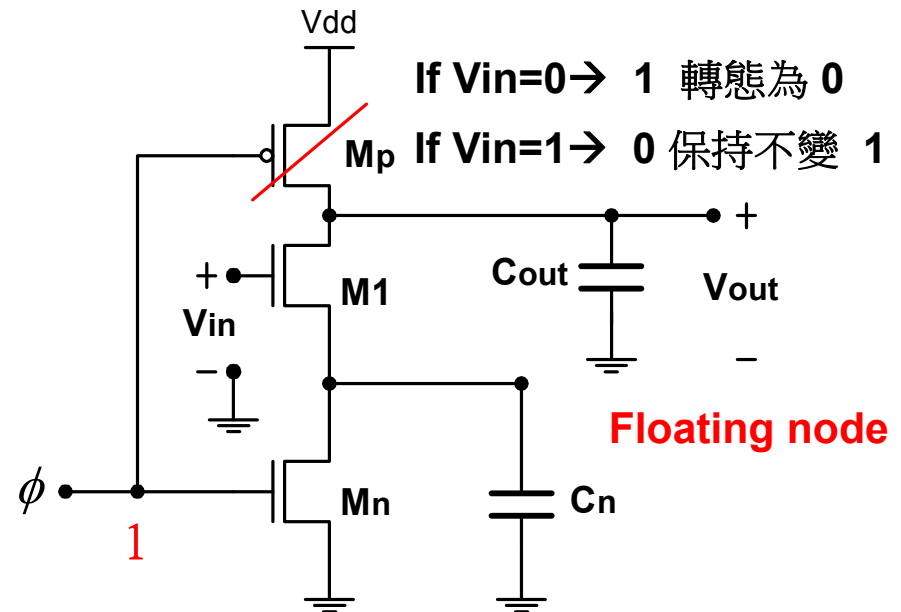 Vdd
If Vin=0→ 1 轉態為 0
Mp
If Vin=1→ 0 保持不變 1
+
M1
Cout
Vout
+
Vin
−
−
Floating node
ϕ
1
Mn
Cn